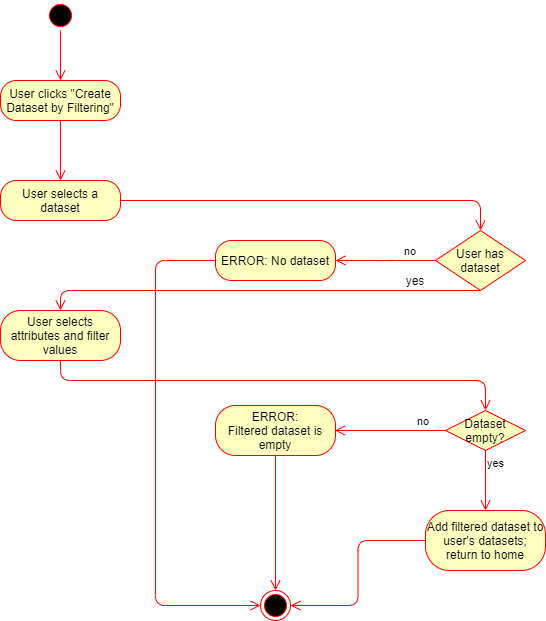 User clicks "Create
Dataset by Filtering"
User selects a
dataset
User has
dataset
no
ERROR: No dataset
yes
User selects
attributes and filter
values
Dataset
empty?
no
ERROR:
Filtered dataset is
empty
yes
Add filtered dataset to
user's datasets;
return to home